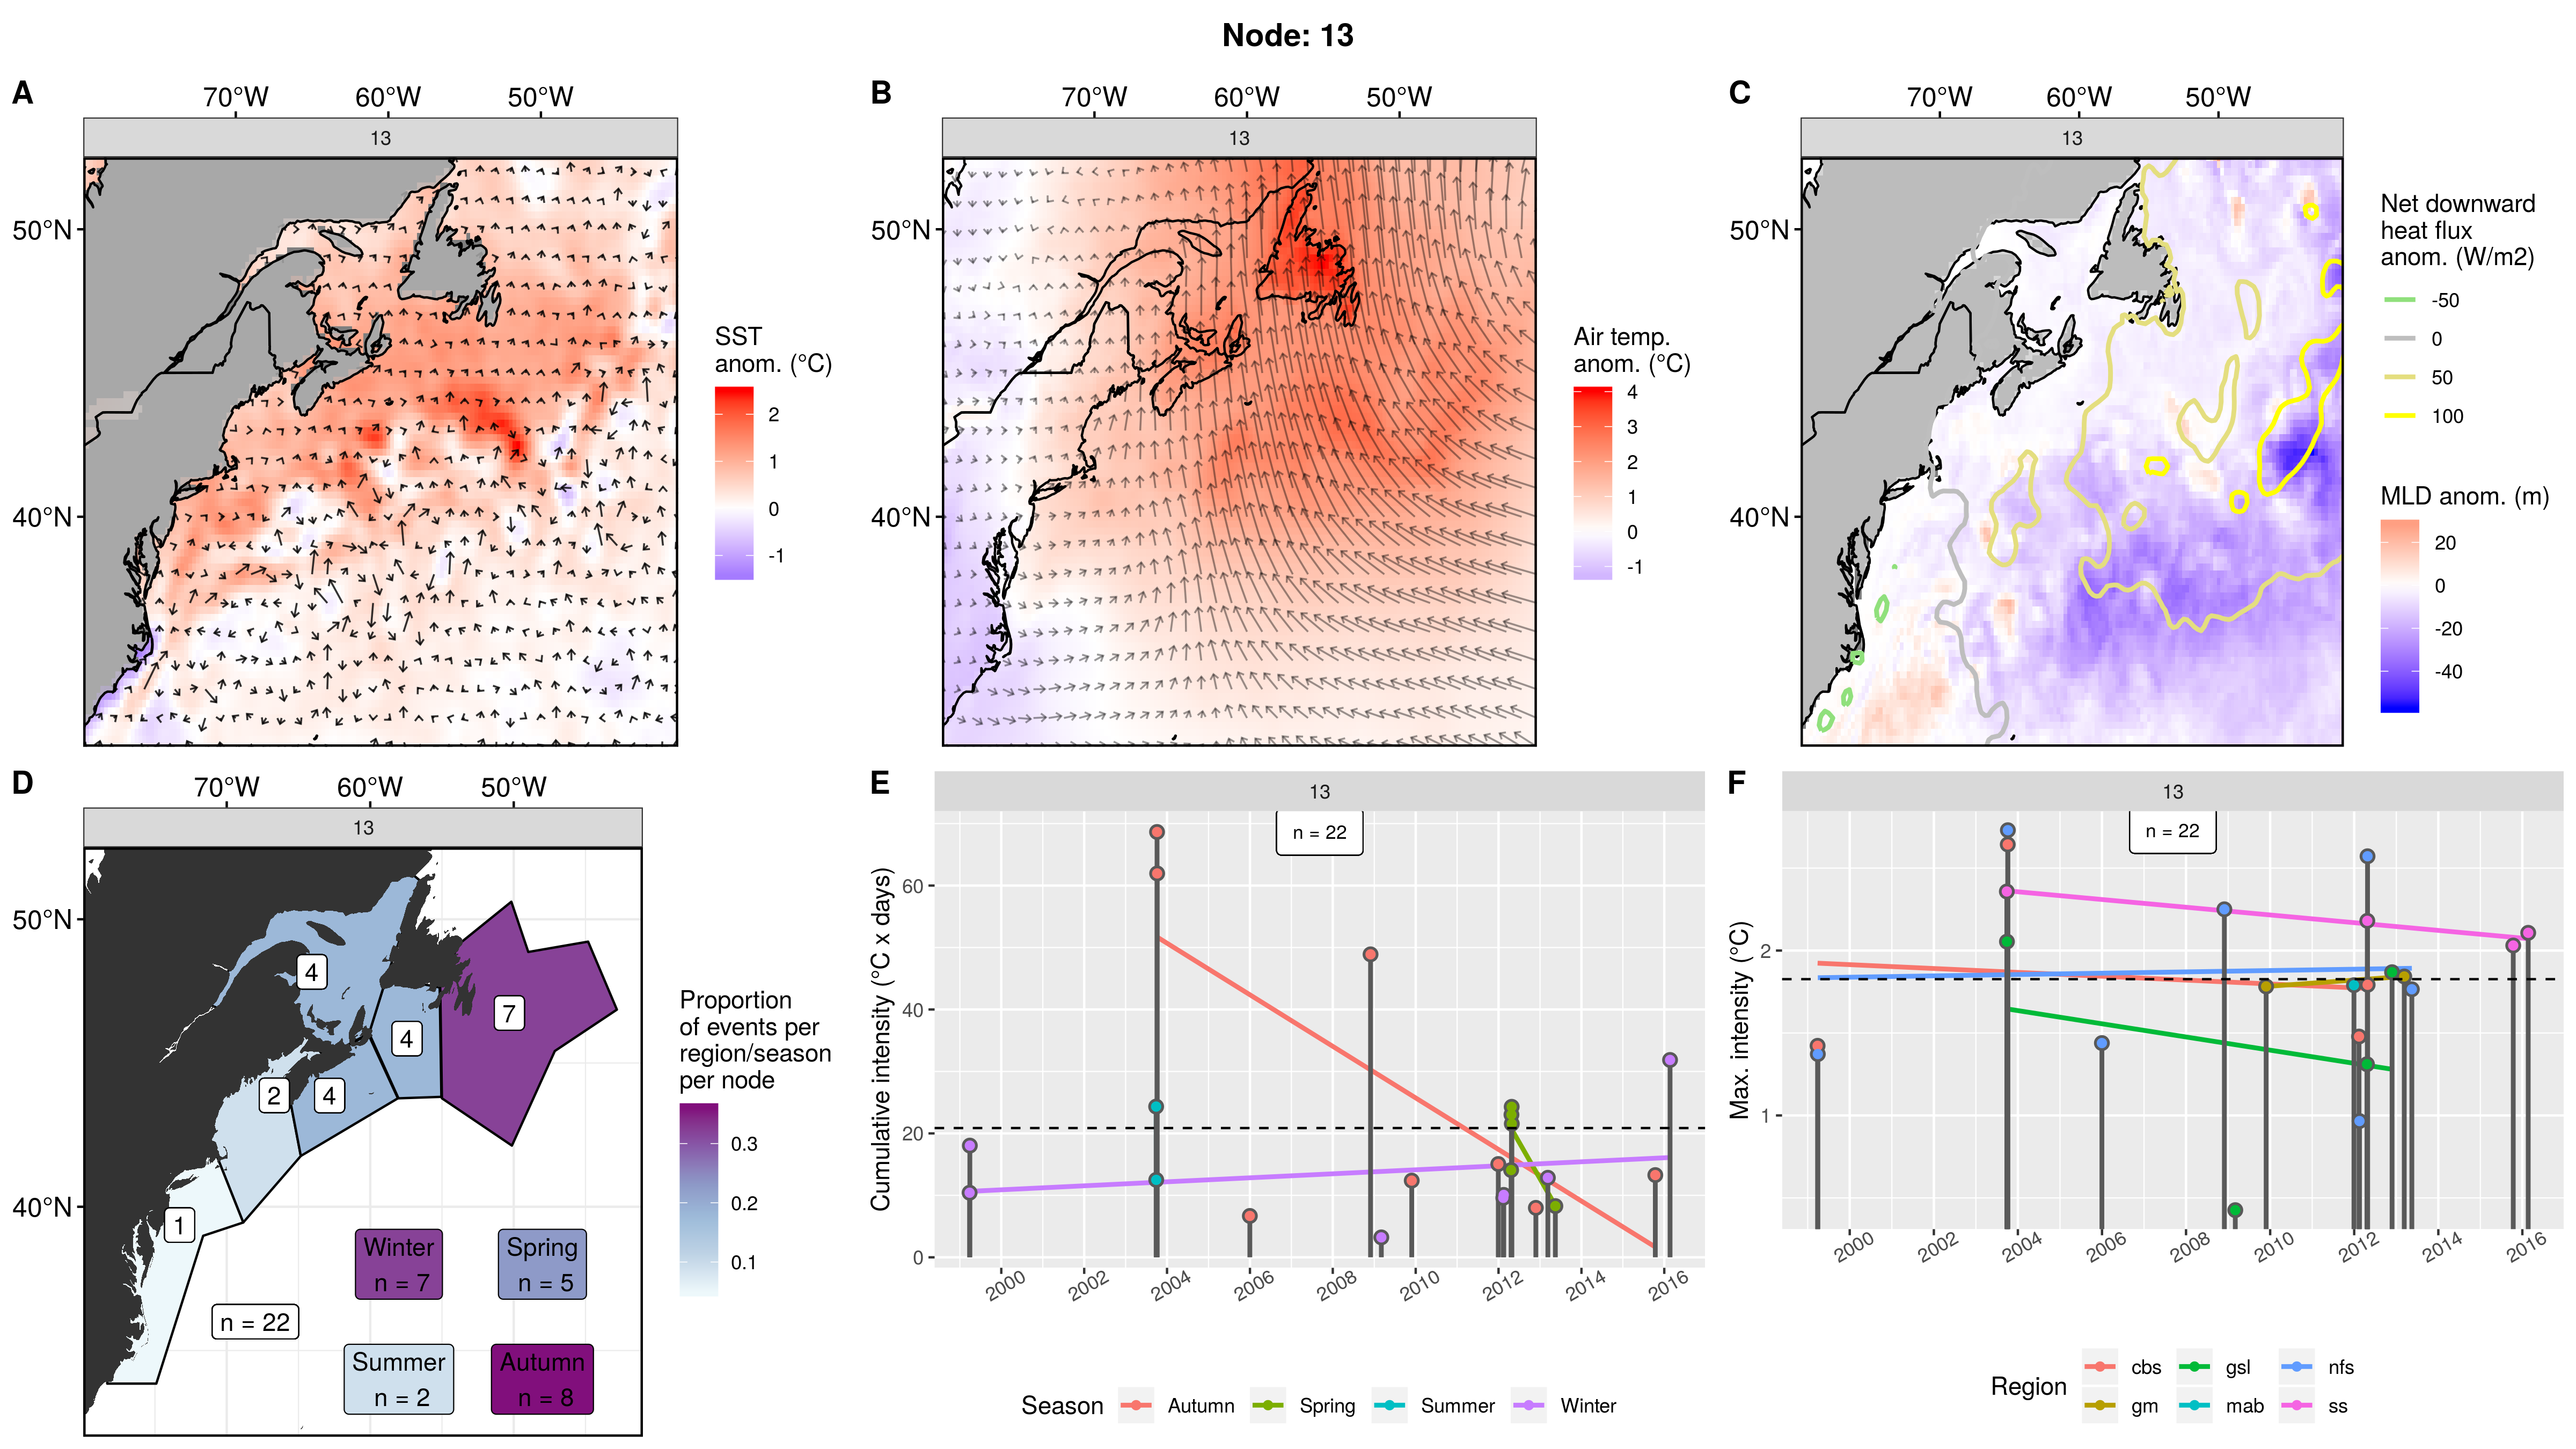 Node: 13
A
70°W 60°W 50°W
13
50°N
40°N
SST
anom. (°C)
2
1
0
-1
B
70°W 60°W 50°W
13
50°N
40°N
Air temp.
anom. (°C)
4
3
2
1
0
-1
C
70°W 60°W 50°W
13
50°N
40°N
Net downward
heat flux
anom. (W/m2)
-50
0
50
100
MLD anom. (m)
20
0
-20
-40
D
70°W 60°W 50°W
13
50°N
40°N
4
4
7
2
4
1
n = 22
Winter
n = 7
Spring
n = 5
Summer
n = 2
Autumn
n = 8
Proportion
of events per
region/season
per node
0.3
0.2
0.1
E
13
n = 22
Cumulative intensity (°C x days)
60
40
20
0
2000 2002 2004 2006 2008 2010 2012 2014 2016
Season Autumn Spring Summer Winter
F
13
n = 22
Max. intensity (°C)
2
1
2000 2002 2004 2006 2008 2010 2012 2014 2016
Region
cbs gsl nfs
gm mab ss